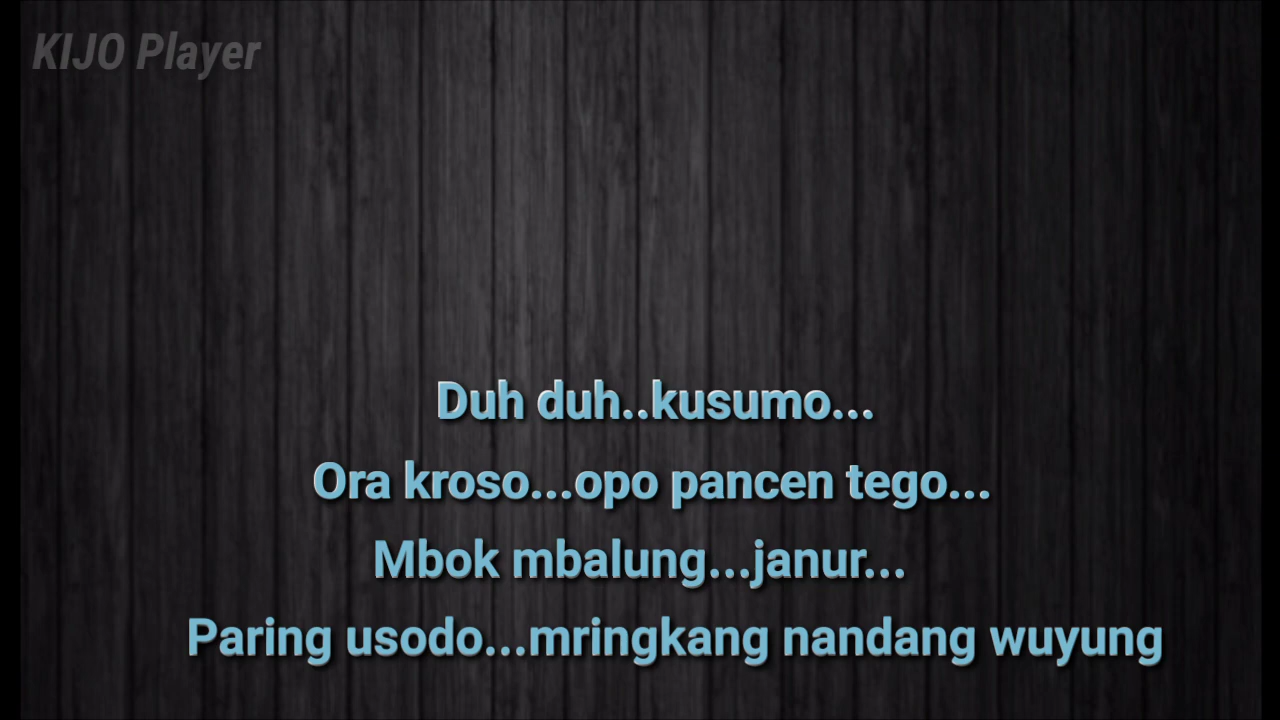 KIJO Player
Duh duh..kusumo...
Ora kroso...opo pancen tego...
Mbok mbalung...janur...
Paring usodo...mringkang nandang wuyung